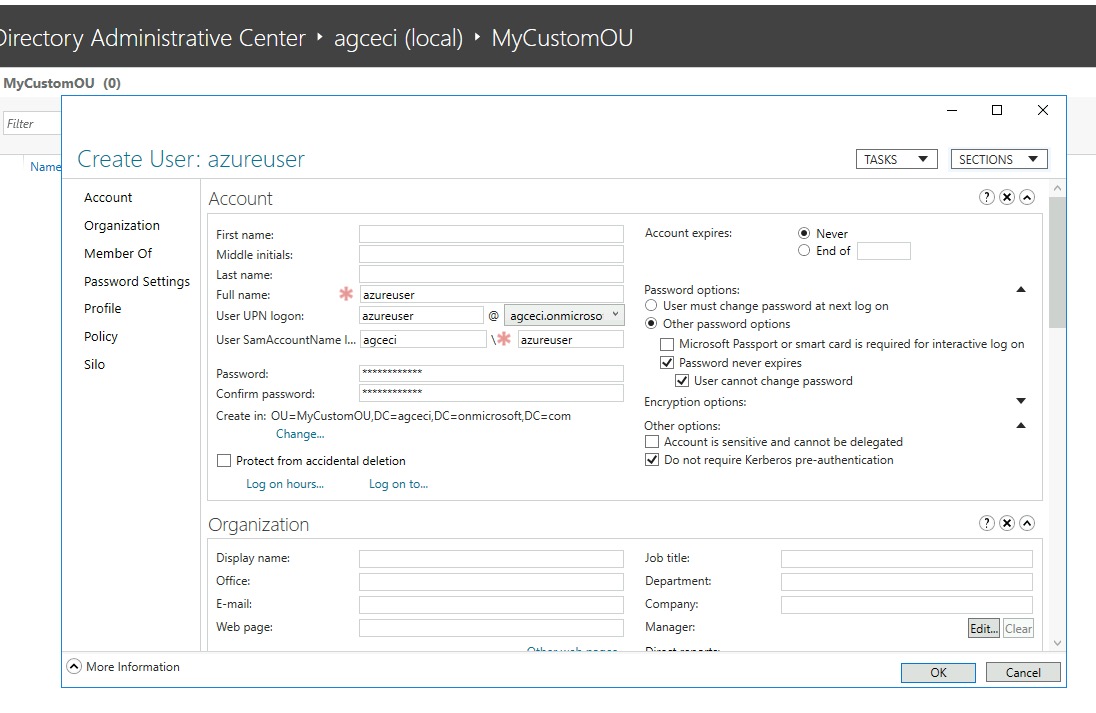 Directory Administrative Center ‣ agceci (local) ‣ MyCustomOU
MyCustomOU (0)
Filter
Name
Create User: azureuser
TASKS
SECTIONS
Account
Organization
Member Of
Password Settings
Profile
Policy
Silo
Account
First name:
Middle initials:
Last name:
Full name: * azureuser
User UPN logon: azureuser @ agceci.onmicroso
User SamAccountName l... agceci \ * azureuser
Password: ************
Confirm password: ************
Create in: OU=MyCustomOU,DC=agceci,DC=onmicrosoft,DC=com
Change...
Protect from accidental deletion
Log on hours... Log on to...
Account expires: Never
End of
Password options:
User must change password at next log on
Other password options
Microsoft Passport or smart card is required for interactive log on
Password never expires
User cannot change password
Encryption options:
Other options:
Account is sensitive and cannot be delegated
Do not require Kerberos pre-authentication
Organization
Display name:
Office:
E-mail:
Web page:
Other web pages...
Job title:
Department:
Company:
Manager: Edit... Clear
Direct reports:
More Information
OK Cancel